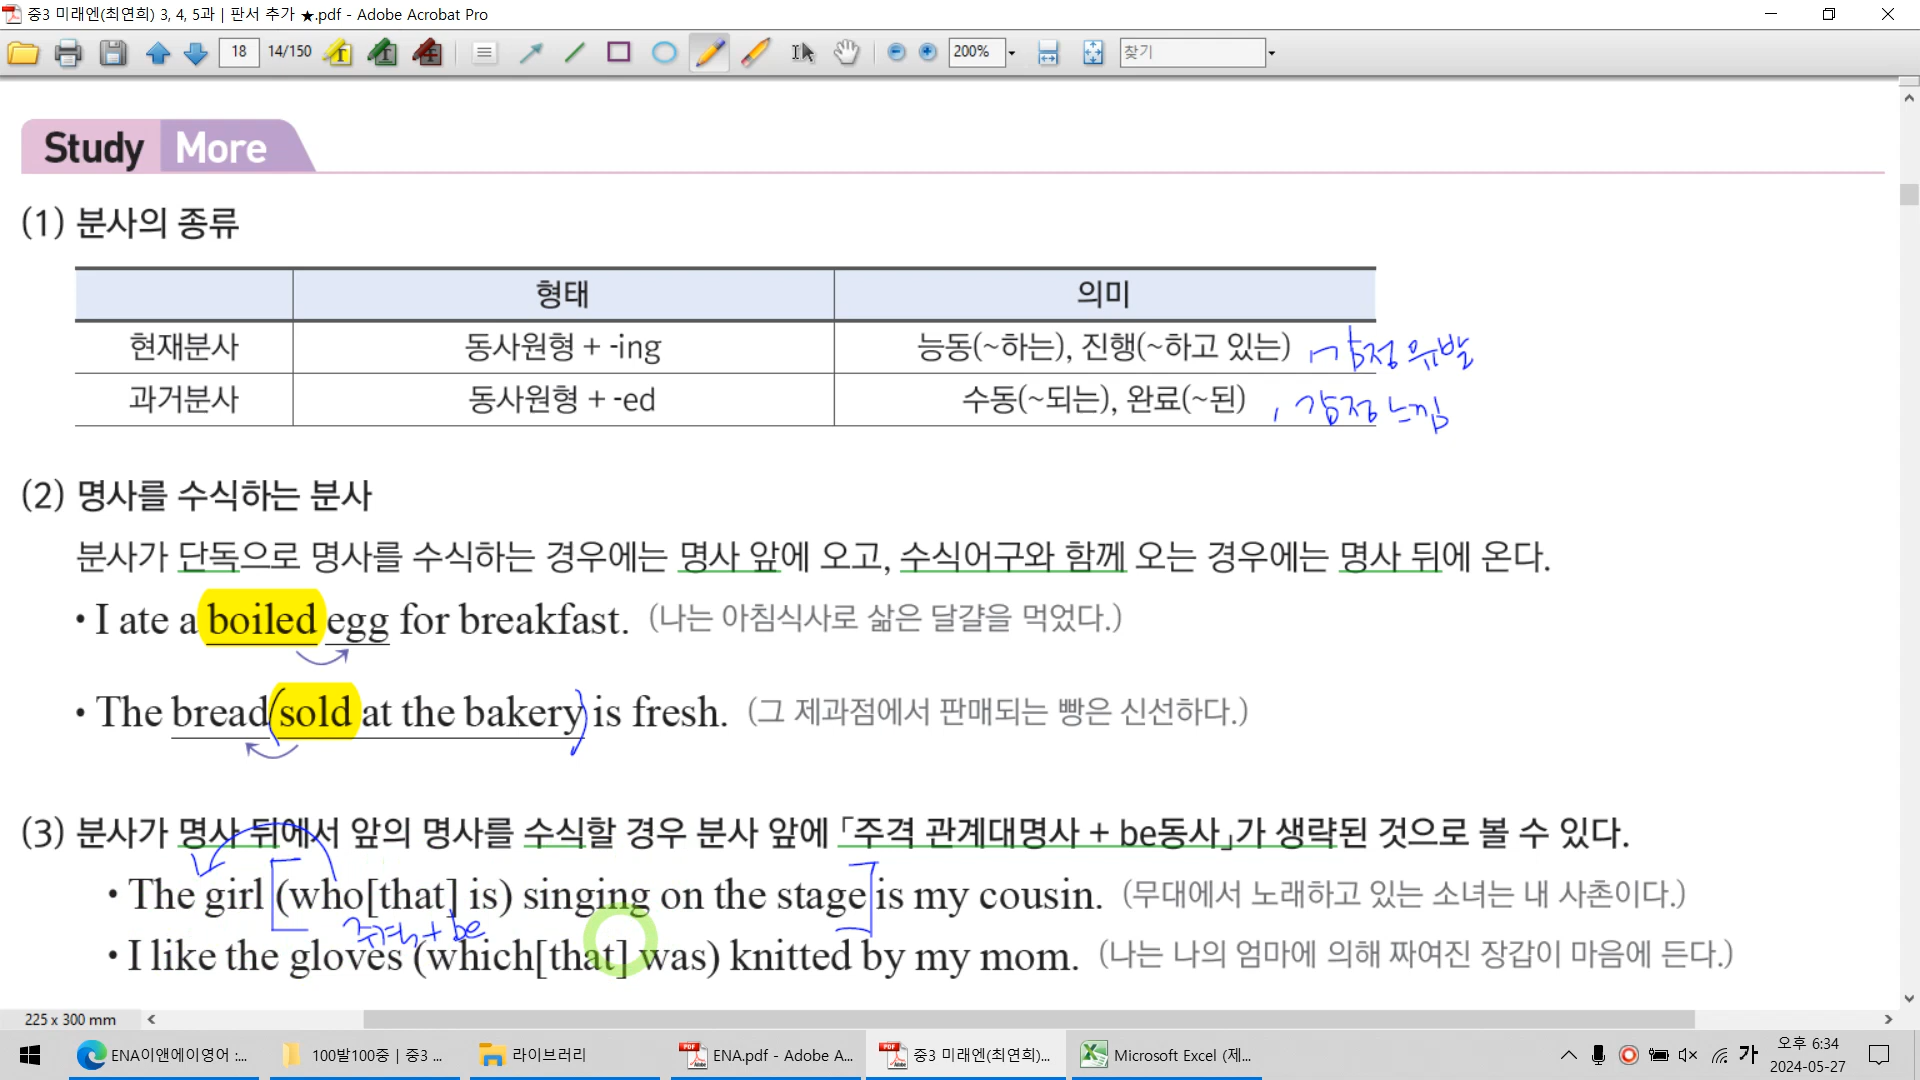 중3 미래엔(최연희) 3, 4, 5과 | 판서 추가 ★.pdf - Adobe Acrobat Pro
18 14/150 200% 찾기
Study More
(1) 분사의 종류
형태 의미
현재분사 동사원형 + -ing 능동(~하는), 진행(~하고 있는) , 감정 유발
과거분사 동사원형 + -ed 수동(~되는), 완료(~된) , 감정 느낌
(2) 명사를 수식하는 분사
분사가 단독으로 명사를 수식하는 경우에는 명사 앞에 오고, 수식어구와 함께 오는 경우에는 명사 뒤에 온다.
• I ate a boiled egg for breakfast. (나는 아침식사로 삶은 달걀을 먹었다.)
• The bread (sold at the bakery) is fresh. (그 제과점에서 판매되는 빵은 신선하다.)
(3) 분사가 명사 뒤에서 앞의 명사를 수식할 경우 분사 앞에 「주격 관계대명사 + be동사」가 생략된 것으로 볼 수 있다.
• The girl [(who[that] is) singing on the stage] is my cousin. (무대에서 노래하고 있는 소녀는 내 사촌이다.)
주격 + be
• I like the gloves (which[that] was) knitted by my mom. (나는 나의 엄마에 의해 짜여진 장갑이 마음에 든다.)
225 x 300 mm
ENA이앤에이영어 :... 100발100중 | 중3 ... 라이브러리 ENA.pdf - Adobe A... 중3 미래엔(최연희)... Microsoft Excel (제... 가 오후 6:34
2024-05-27